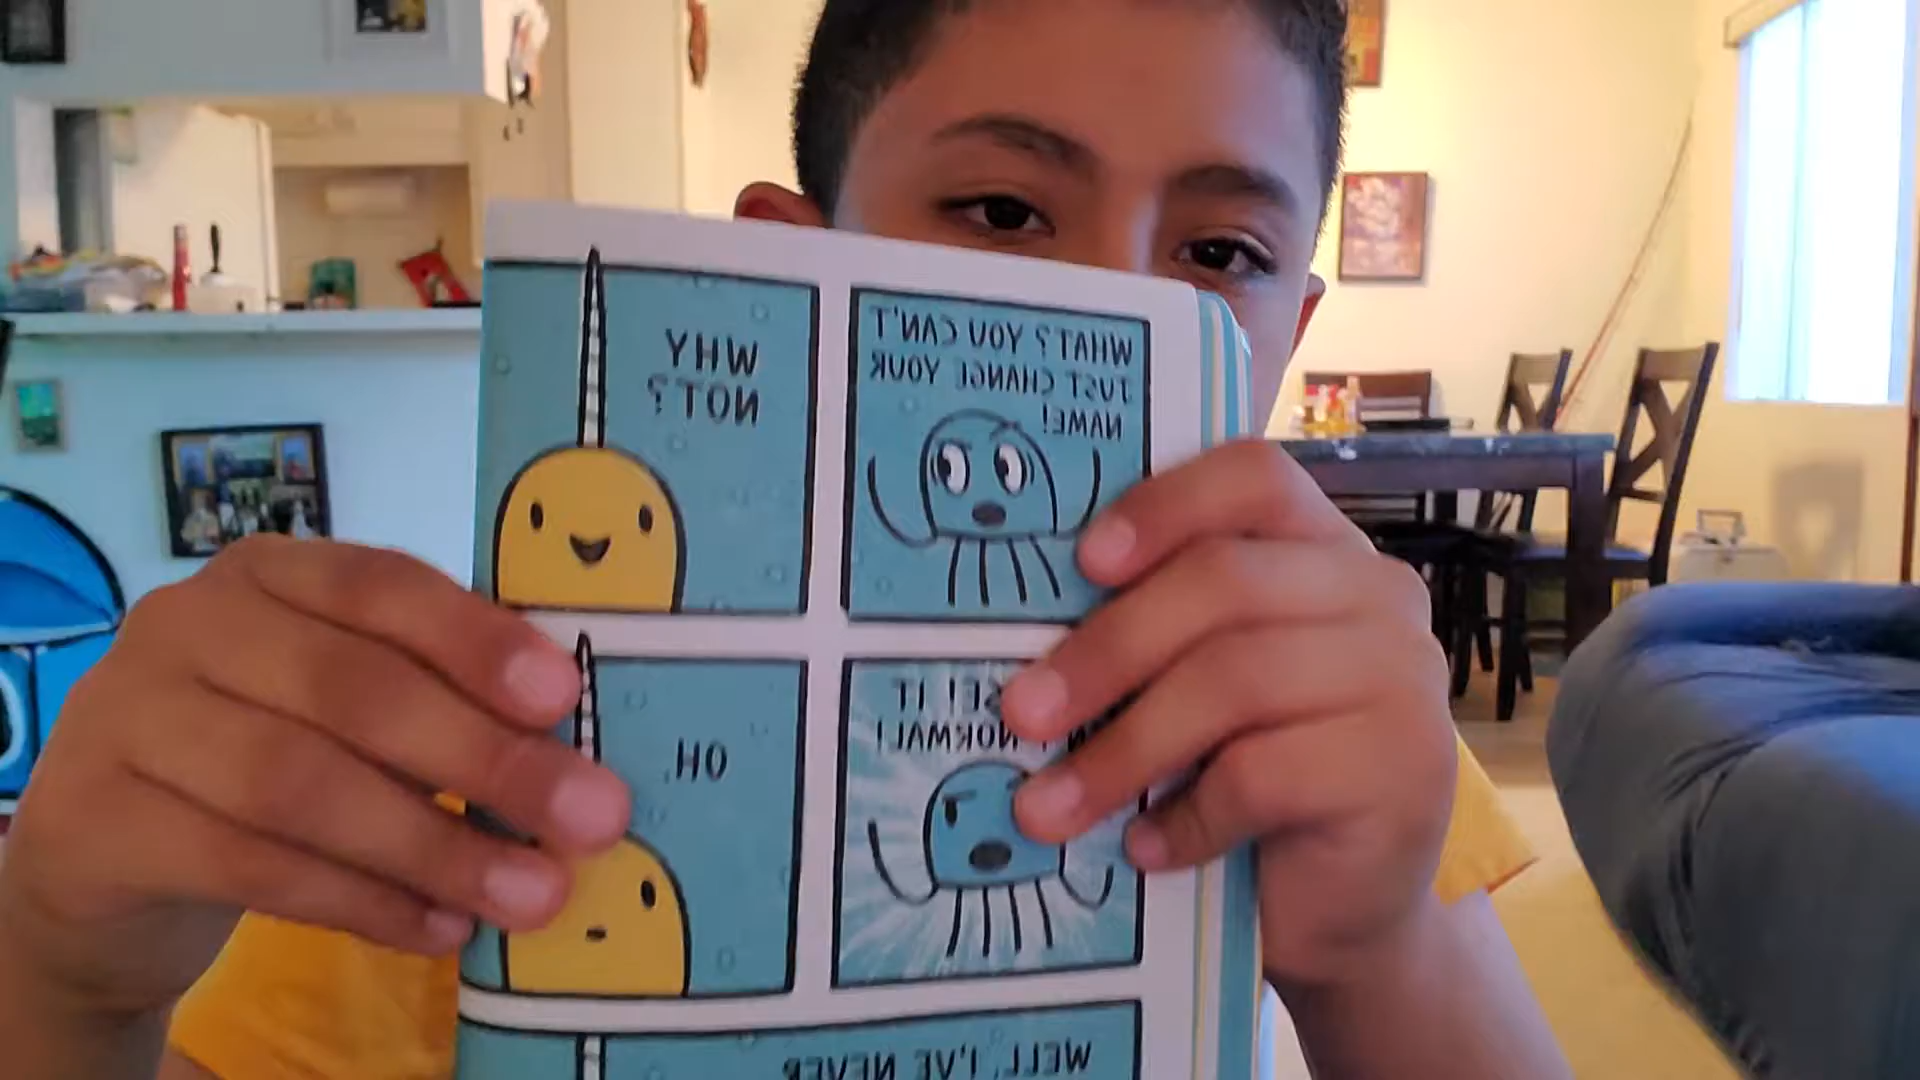 WHAT? YOU CAN'T
JUST CHANGE YOUR
NAME!
WHY
NOT?
IT
NORMAL!
OH.
WELL, I'VE NEVER